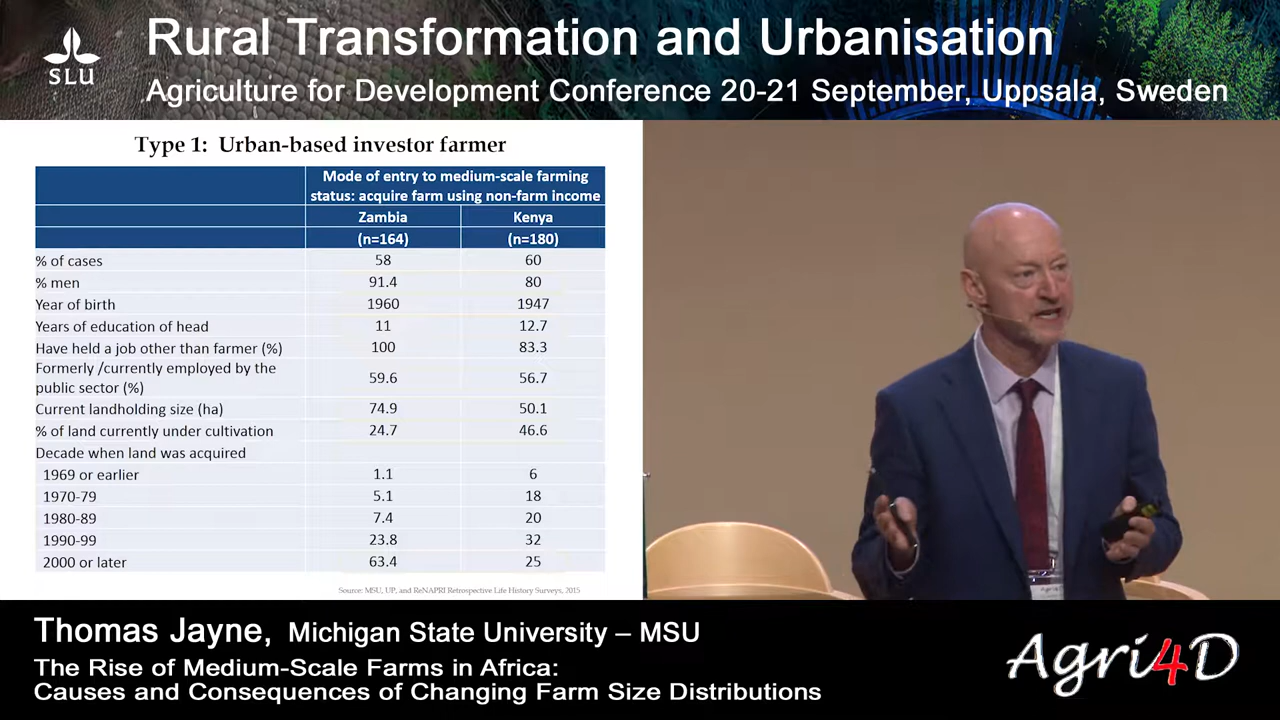 SLU
Rural Transformation and Urbanisation
Agriculture for Development Conference 20-21 September, Uppsala, Sweden
Type 1: Urban-based investor farmer
Mode of entry to medium-scale farming
status: acquire farm using non-farm income
Zambia Kenya
(n=164) (n=180)
% of cases 58 60
% men 91.4 80
Year of birth 1960 1947
Years of education of head 11 12.7
Have held a job other than farmer (%) 100 83.3
Formerly /currently employed by the
public sector (%) 59.6 56.7
Current landholding size (ha) 74.9 50.1
% of land currently under cultivation 24.7 46.6
Decade when land was acquired
1969 or earlier 1.1 6
1970-79 5.1 18
1980-89 7.4 20
1990-99 23.8 32
2000 or later 63.4 25
Source: MSU, UP, and ReNAPRI Retrospective Life History Surveys, 2015
Thomas Jayne, Michigan State University – MSU
The Rise of Medium-Scale Farms in Africa:
Causes and Consequences of Changing Farm Size Distributions
Agri4D